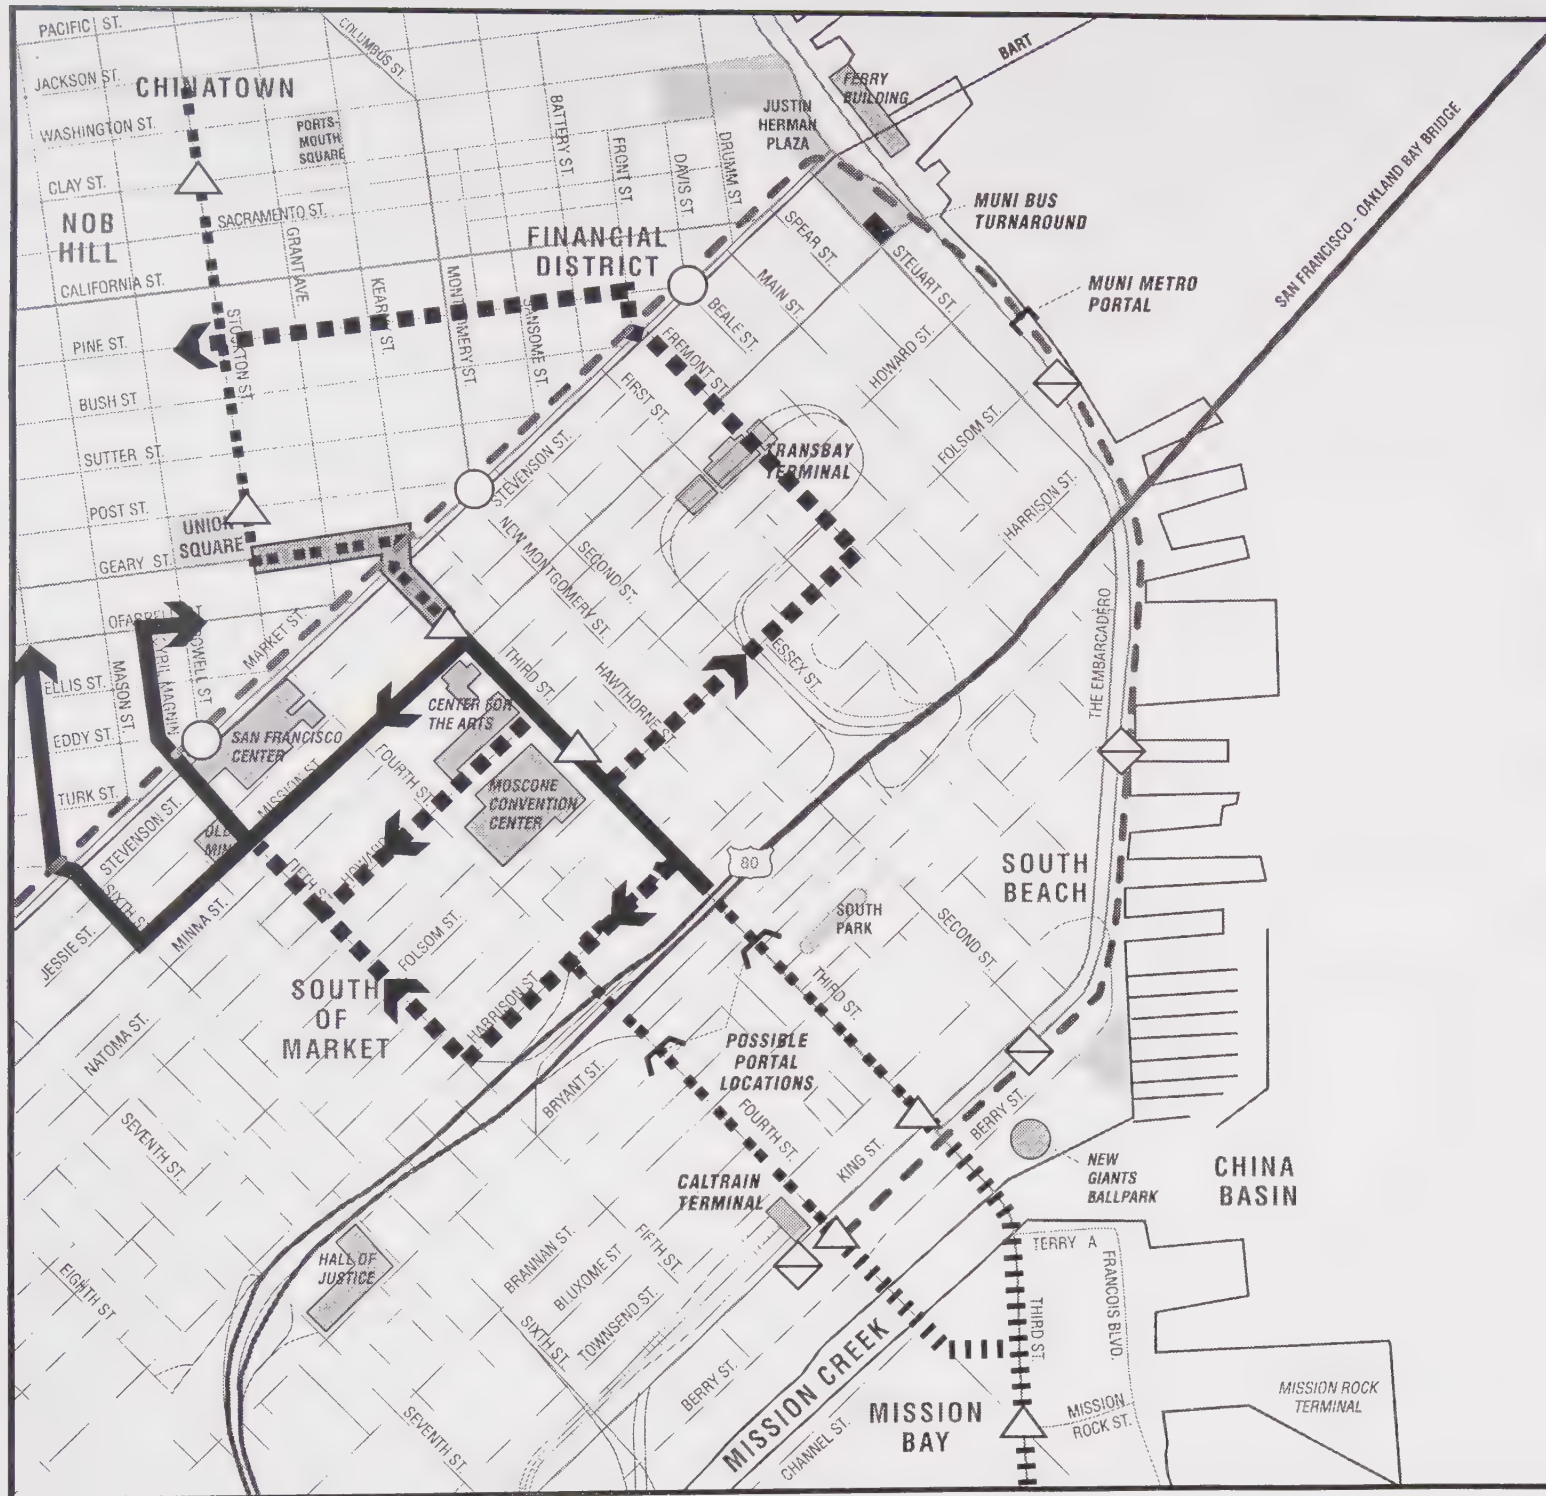 PACIFIC ST.
COLUMBUS ST.
JACKSON ST.
CHINATOWN
WASHINGTON ST.
PORTS-
MOUTH
SQUARE
BATTERY ST.
FRONT ST.
DAVIS ST.
DRUMM ST.
JUSTIN
HERMAN
PLAZA
FERRY
BUILDING
BART
SAN FRANCISCO - OAKLAND BAY BRIDGE
CLAY ST.
NOB
HILL
SACRAMENTO ST.
GRANT AVE.
FINANCIAL
DISTRICT
SPEAR ST.
MUNI BUS
TURNAROUND
CALIFORNIA ST.
KEARNY ST.
MONTGOMERY ST.
SANSOME ST.
BEALE ST.
MAIN ST.
STEUART ST.
MUNI METRO
PORTAL
PINE ST.
STOCKTON ST.
FREMONT ST.
HOWARD ST.
BUSH ST
FIRST ST.
SUTTER ST.
STEVENSON ST.
TRANSBAY
TERMINAL
FOLSOM ST.
POST ST.
UNION
SQUARE
HARRISON ST.
GEARY ST.
NEW MONTGOMERY ST.
SECOND ST.
OFARRELL ST.
MARKET ST.
THIRD ST.
ESSEX ST.
THE EMBARCADERO
ELLIS ST.
MASON ST.
CYRIL MAGNIN
POWELL ST.
CENTER FOR
THE ARTS
HAWTHORNE ST.
EDDY ST.
SAN FRANCISCO
CENTER
FOURTH ST.
TURK ST.
MISSION ST.
MOSCONE
CONVENTION
CENTER
STEVENSON ST.
OLD
MINT
SIXTH ST.
FIFTH ST.
HOWARD
80
SOUTH
BEACH
JESSIE ST.
MINNA ST.
FOLSOM ST.
SOUTH
PARK
SECOND ST.
SOUTH
OF
MARKET
HARRISON ST.
THIRD ST.
NATOMA ST.
POSSIBLE
PORTAL
LOCATIONS
BRYANT ST.
SEVENTH ST.
FOURTH ST.
BERRY ST.
KING ST.
CALTRAIN
TERMINAL
NEW
GIANTS
BALLPARK
CHINA
BASIN
EIGHTH ST
HALL OF
JUSTICE
BRANNAN ST.
BLUXOME ST
FIFTH ST.
TOWNSEND ST.
SIXTH ST.
TERRY A
FRANCOIS BLVD.
THIRD ST.
SEVENTH ST.
BERRY ST.
MISSION CREEK
CHANNEL ST.
MISSION
BAY
MISSION
ROCK ST.
MISSION ROCK
TERMINAL